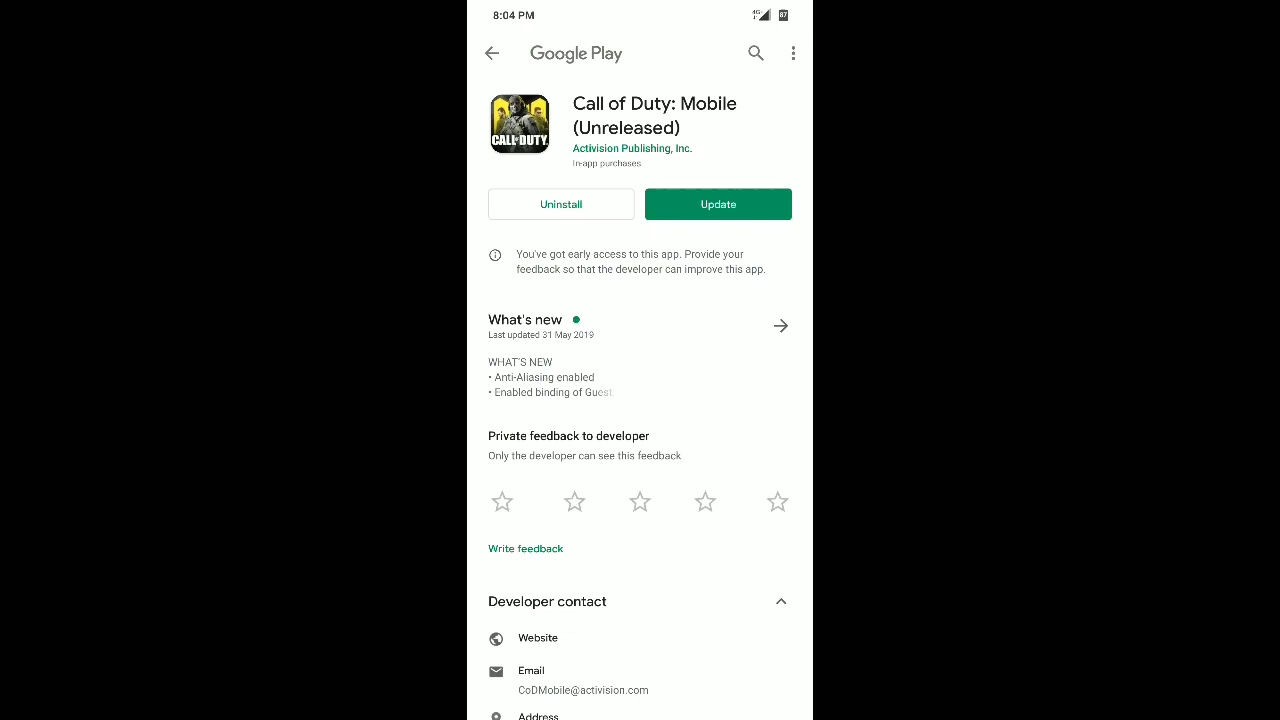 8:04 PM
4G
87
Google Play
CALL OF DUTY
Call of Duty: Mobile
(Unreleased)
Activision Publishing, Inc.
In-app purchases
Uninstall
Update
You've got early access to this app. Provide your
feedback so that the developer can improve this app.
What's new
Last updated 31 May 2019
WHAT'S NEW
• Anti-Aliasing enabled
• Enabled binding of Guest
Private feedback to developer
Only the developer can see this feedback
Write feedback
Developer contact
Website
Email
CoDMobile@activision.com
Address